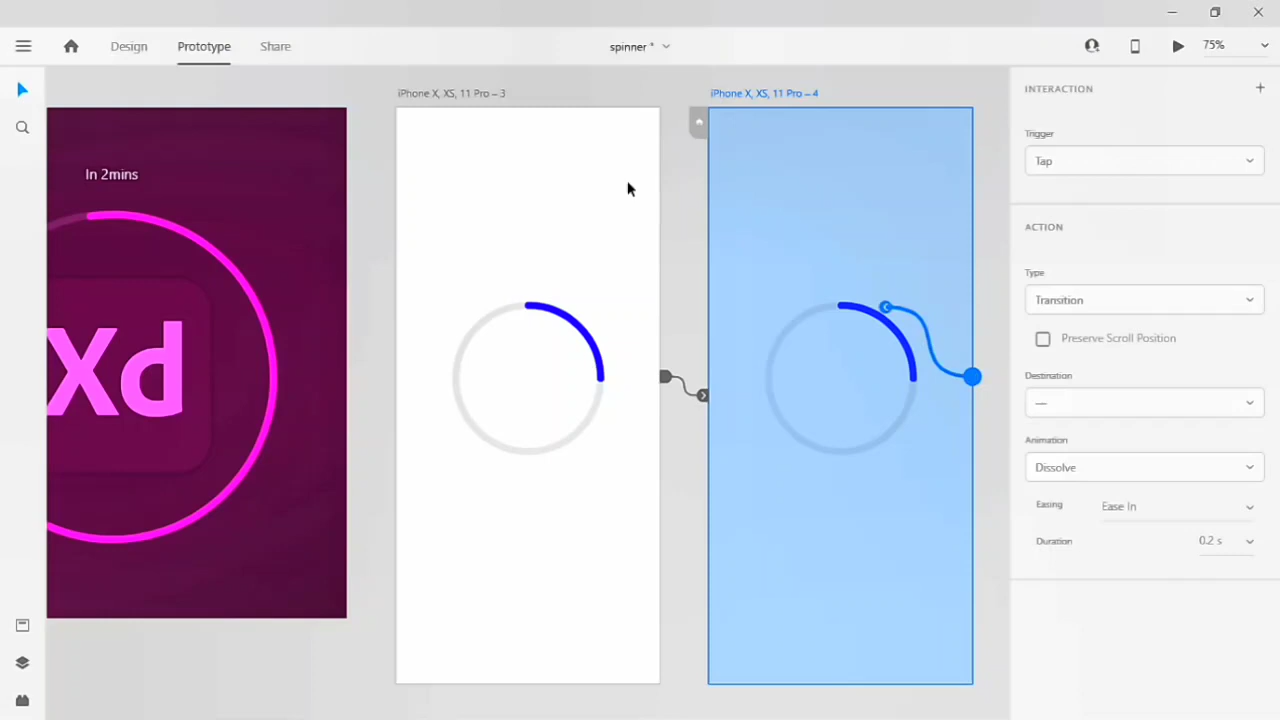 Design
Prototype
Share
spinner *
75%
iPhone X, XS, 11 Pro – 3
iPhone X, XS, 11 Pro – 4
In 2mins
Xd
INTERACTION
Trigger
Tap
ACTION
Type
Transition
Preserve Scroll Position
Destination
—
Animation
Dissolve
Easing
Ease In
Duration
0.2 s